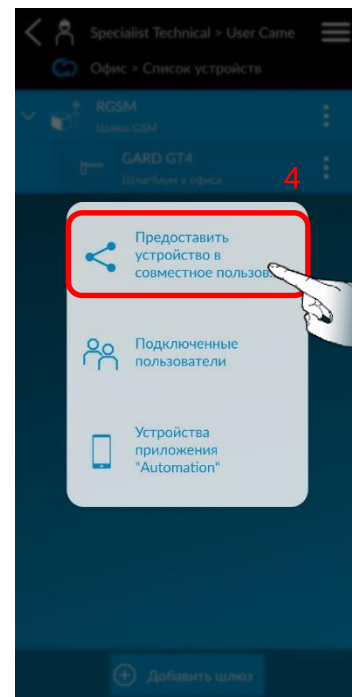 Specialist Technical > User Came
Офис > Список устройств
RGSM
Шлюз GSM
GARD GT4
Шлагбаум у офиса
4
Предоставить
устройство в
совместное пользов...
Подключенные
пользователи
Устройства
приложения
"Automation"
Добавить шлюз